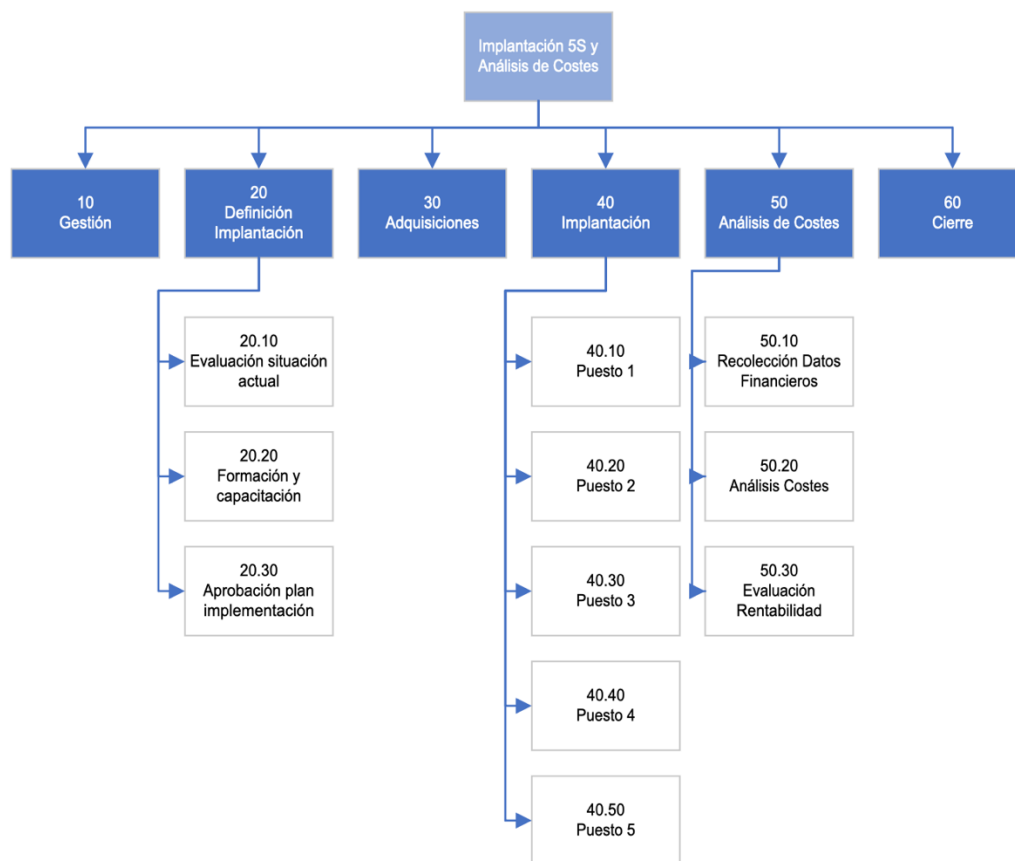 Implantación 5S y
Análisis de Costes
10
Gestión
20
Definición
Implantación
30
Adquisiciones
40
Implantación
50
Análisis de Costes
60
Cierre
20.10
Evaluación situación
actual
20.20
Formación y
capacitación
20.30
Aprobación plan
implementación
40.10
Puesto 1
40.20
Puesto 2
40.30
Puesto 3
40.40
Puesto 4
40.50
Puesto 5
50.10
Recolección Datos
Financieros
50.20
Análisis Costes
50.30
Evaluación
Rentabilidad